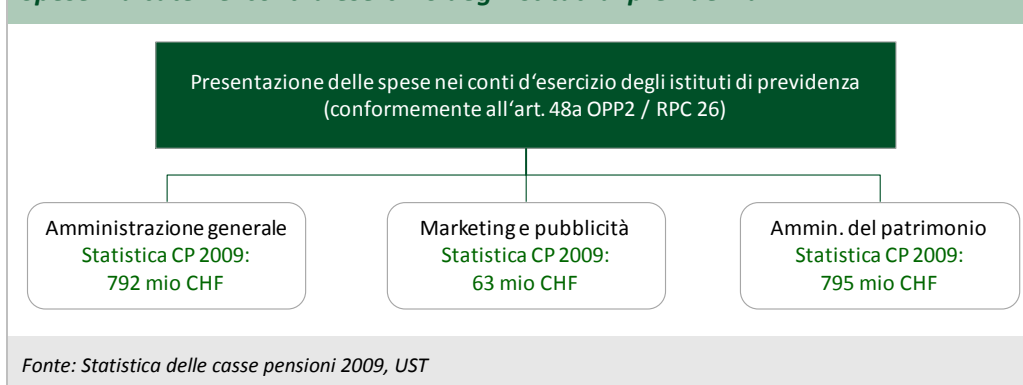 Presentazione delle spese nei conti d‘esercizio degli istituti di previdenza
(conformemente all‘art. 48a OPP2 / RPC 26)
Amministrazione generale
Statistica CP 2009:
792 mio CHF
Marketing e pubblicità
Statistica CP 2009:
63 mio CHF
Ammin. del patrimonio
Statistica CP 2009:
795 mio CHF
Fonte: Statistica delle casse pensioni 2009, UST